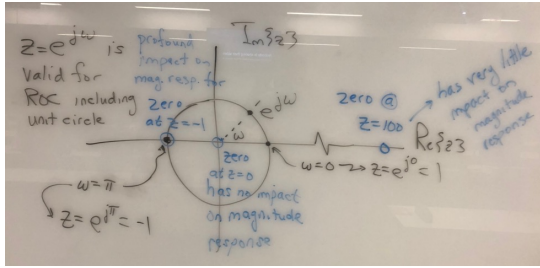 z = e^{jω} is
valid for
ROC including
unit circle
profound
impact on
mag. resp. for
zero
at z=-1
Im{z}
e^{jω}
ω
zero
at z=0
has no impact
on magnitude
response
zero @
z=100
has very little
impact on
magnitude
response
Re{z}
ω=0 → z=e^{j0}=1
ω=π
z=e^{jπ}=-1